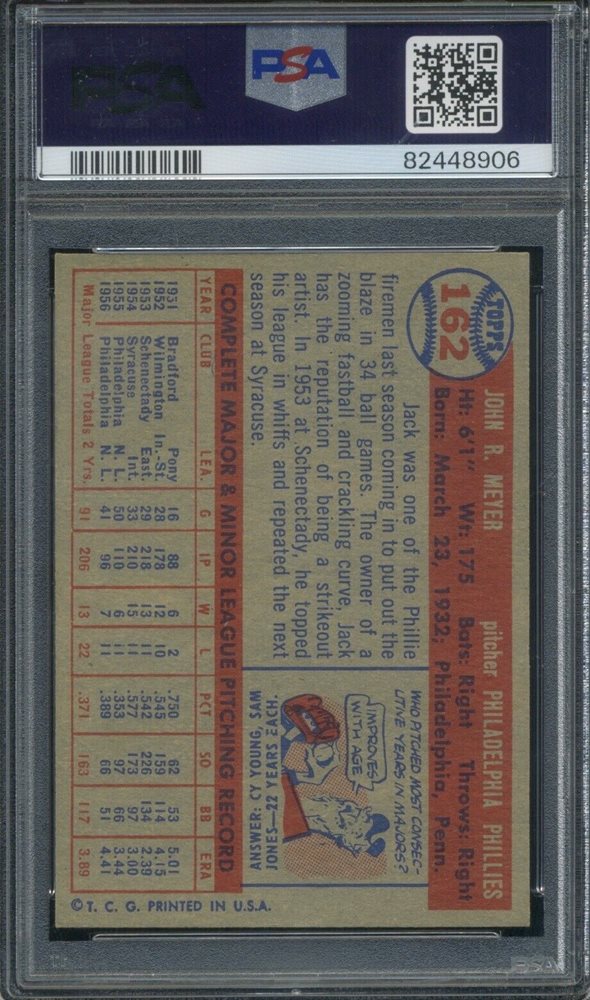 PSA
PSA
82448906
TOPPS
162
JOHN R. MEYER pitcher PHILADELPHIA PHILLIES
Ht: 6'1" Wt: 175 Bats: Right Throws: Right
Born: March 23, 1932; Philadelphia, Penn.
Jack was one of the Phillie
firemen last season coming in to put out the
blaze in 34 ball games. The owner of a
zooming fastball and crackling curve, Jack
has the reputation of being a strikeout
artist. In 1953 at Schenectady, he topped
his league in whiffs and repeated the next
season at Syracuse.
WHO PITCHED MOST CONSEC-
UTIVE YEARS IN MAJORS?
IMPROVES
WITH AGE
ANSWER: CY YOUNG, SAM
JONES—22 YEARS EACH.
COMPLETE MAJOR & MINOR LEAGUE PITCHING RECORD
YEAR CLUB LEA. G IP W L PCT SO BB ERA
1951 Bradford Pony 16 88 6 2 .750 62 53 5.01
1952 Wilmington In.-St. 28 178 12 10 .545 159 114 4.15
1953 Schenectady East. 29 218 13 11 .542 226 134 2.39
1954 Syracuse Int. 33 210 15 11 .577 173 97 3.00
1955 Philadelphia N. L. 50 110 6 11 .353 97 66 3.44
1956 Philadelphia N. L. 41 96 7 11 .389 66 51 4.41
Major League Totals 2 Yrs. 91 206 13 22 .371 163 117 3.89
© T. C. G. PRINTED IN U.S.A.
PSA